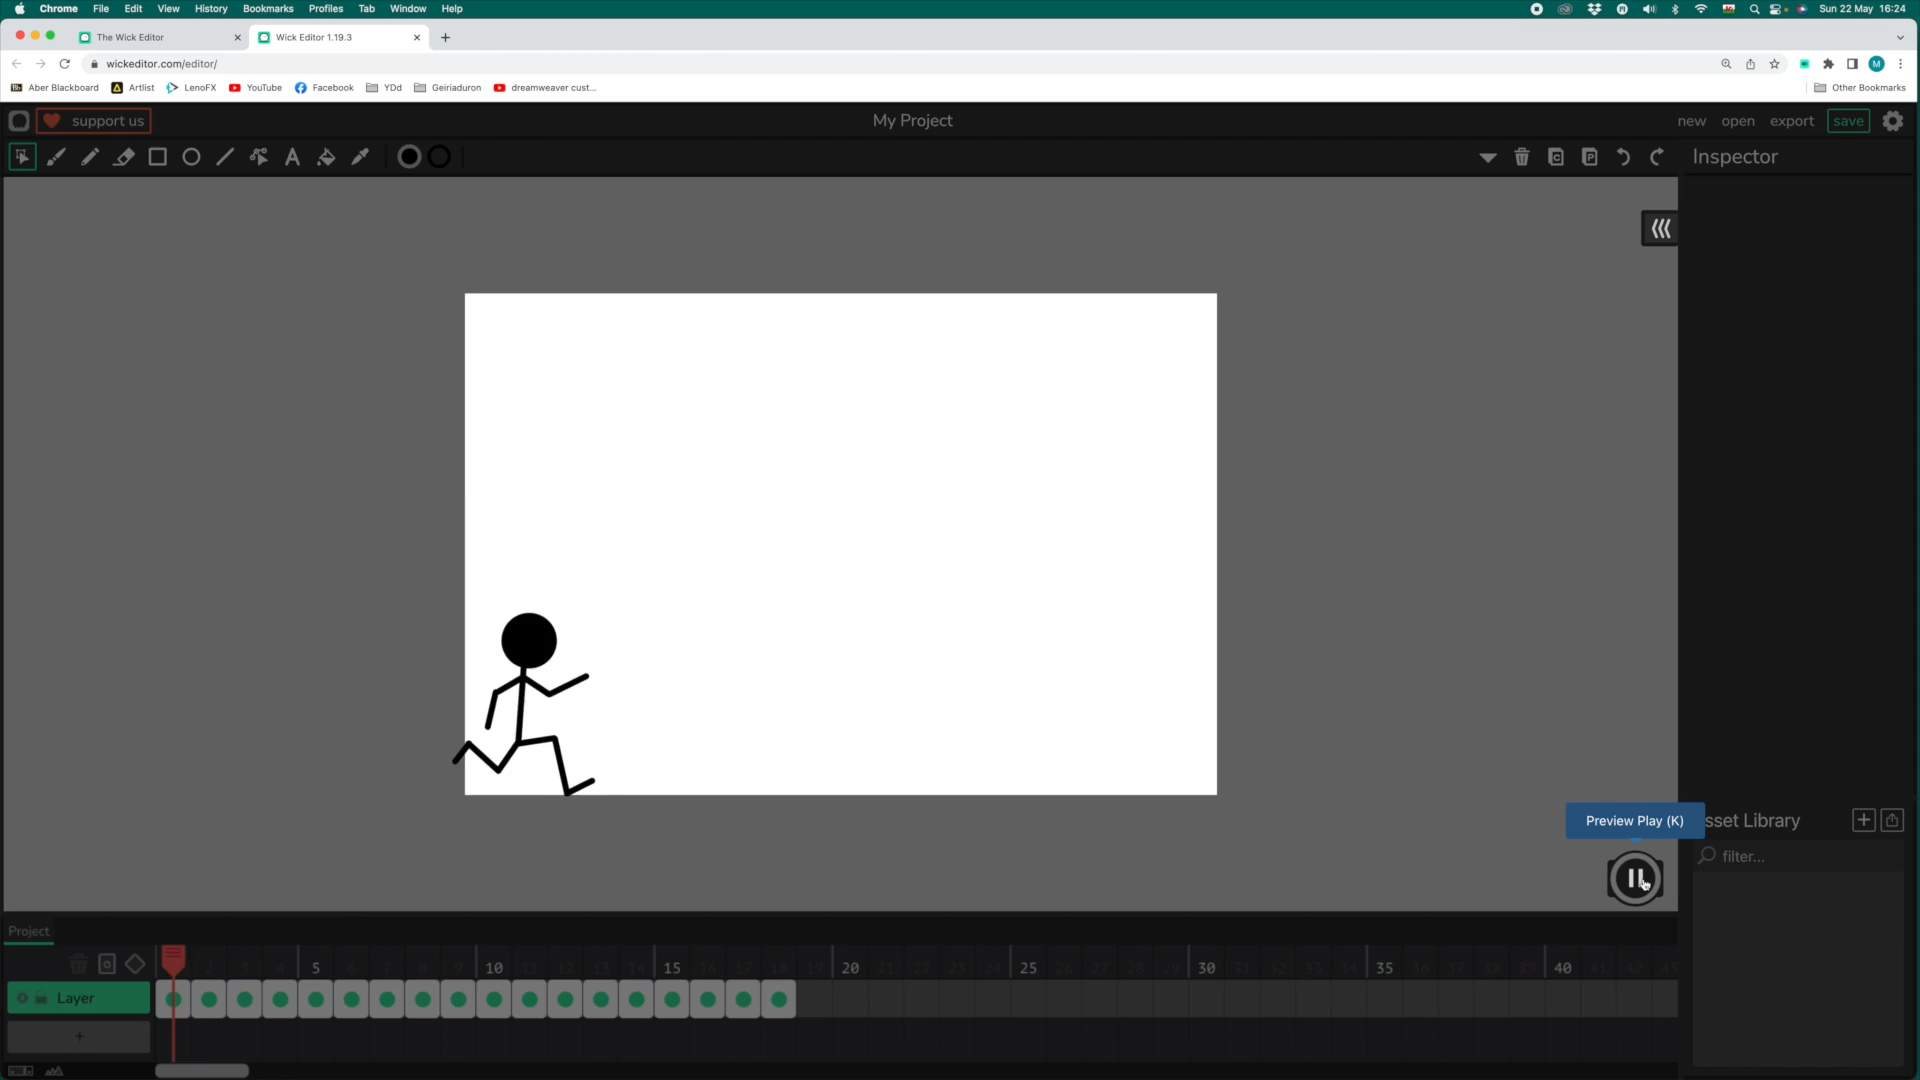 Chrome File Edit View History Bookmarks Profiles Tab Window Help Sun 22 May 16:24
The Wick Editor Wick Editor 1.19.3
wickeditor.com/editor/
Aber Blackboard Artlist LenoFX YouTube Facebook YDd Geiriaduron dreamweaver cust... Other Bookmarks
support us My Project new open export save
Inspector
Preview Play (K) sset Library
filter...
Project
5 10 15 20 25 30 35 40
Layer